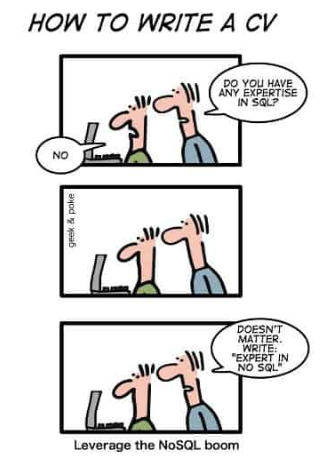 HOW TO WRITE A CV
DO YOU HAVE
ANY EXPERTISE
IN SQL?
NO
geek & poke
DOESN'T
MATTER.
WRITE:
"EXPERT IN
NO SQL"
Leverage the NoSQL boom